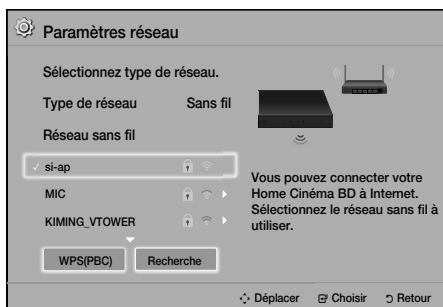 Paramètres réseau
Sélectionnez type de réseau.
Type de réseau Sans fil
Réseau sans fil
si-ap
MIC
KIMING_VTOWER
WPS(PBC) Recherche
Vous pouvez connecter votre
Home Cinéma BD à Internet.
Sélectionnez le réseau sans fil à
utiliser.
Déplacer Choisir Retour